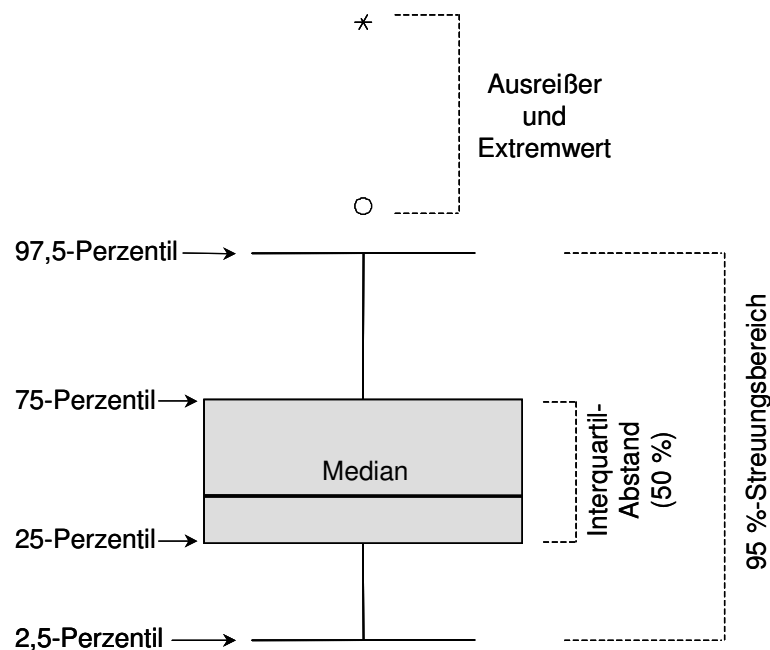 Ausreißer
und
Extremwert
97,5-Perzentil
75-Perzentil
Median
25-Perzentil
2,5-Perzentil
Interquartil-
Abstand
(50 %)
95 %-Streuungsbereich